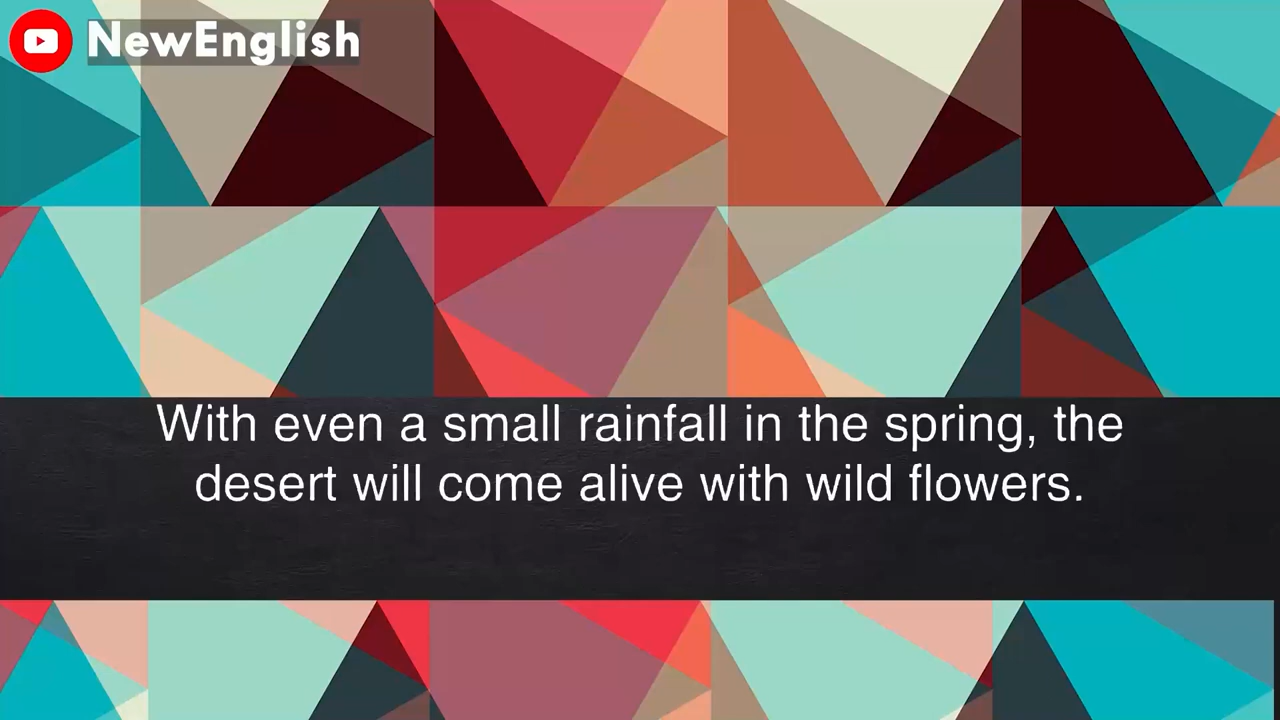 NewEnglish
With even a small rainfall in the spring, the
desert will come alive with wild flowers.